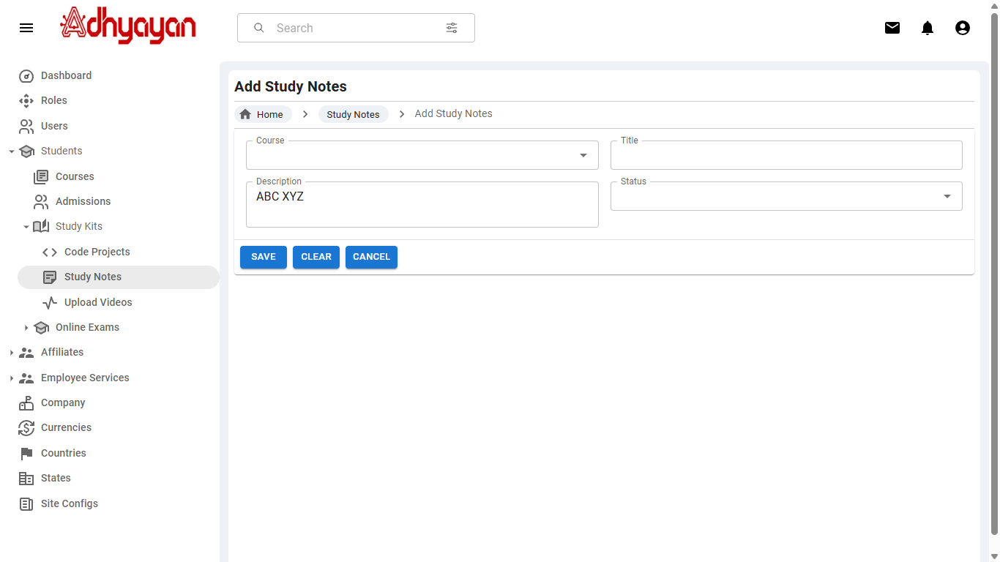 Adhyayan
Search
Dashboard
Roles
Users
Students
Courses
Admissions
Study Kits
Code Projects
Study Notes
Upload Videos
Online Exams
Affiliates
Employee Services
Company
Currencies
Countries
States
Site Configs
Add Study Notes
Home Study Notes Add Study Notes
Course
Title
Description
ABC XYZ
Status
SAVE CLEAR CANCEL